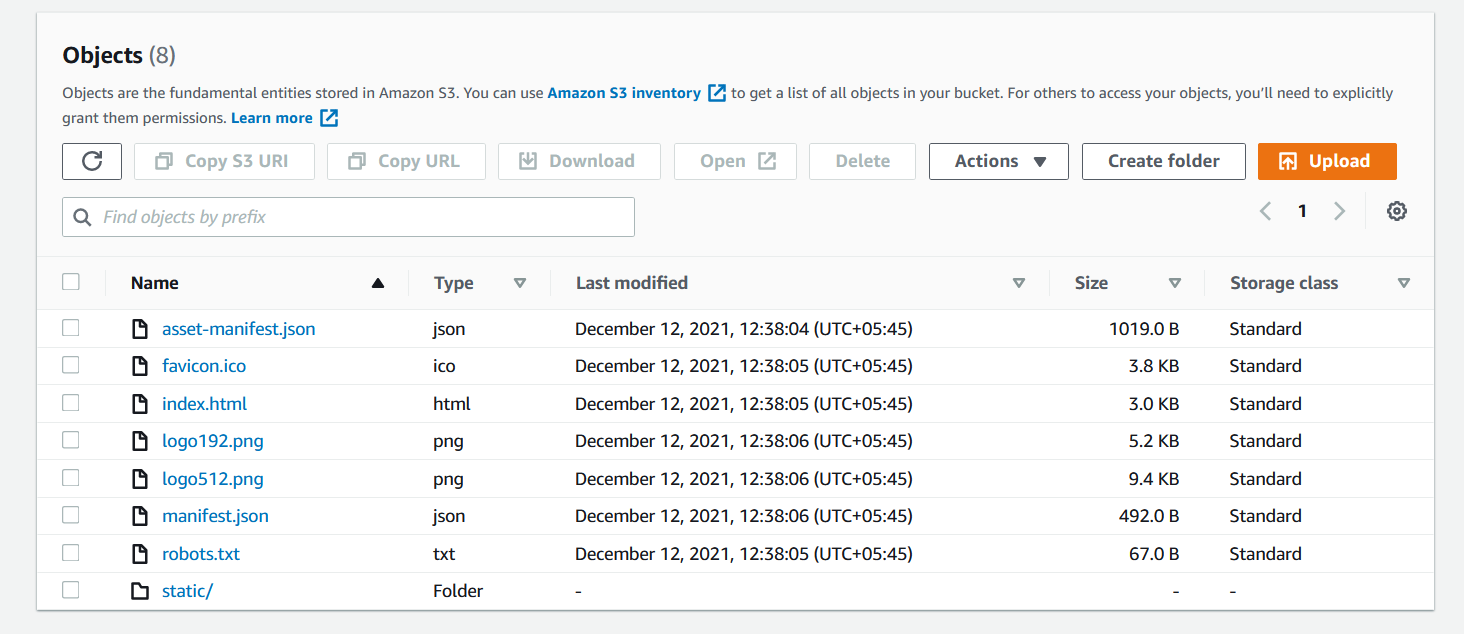 Objects (8)
Objects are the fundamental entities stored in Amazon S3. You can use Amazon S3 inventory to get a list of all objects in your bucket. For others to access your objects, you’ll need to explicitly
grant them permissions. Learn more
Copy S3 URI Copy URL Download Open Delete Actions Create folder Upload
Find objects by prefix 1
Name Type Last modified Size Storage class
asset-manifest.json json December 12, 2021, 12:38:04 (UTC+05:45) 1019.0 B Standard
favicon.ico ico December 12, 2021, 12:38:05 (UTC+05:45) 3.8 KB Standard
index.html html December 12, 2021, 12:38:05 (UTC+05:45) 3.0 KB Standard
logo192.png png December 12, 2021, 12:38:06 (UTC+05:45) 5.2 KB Standard
logo512.png png December 12, 2021, 12:38:06 (UTC+05:45) 9.4 KB Standard
manifest.json json December 12, 2021, 12:38:06 (UTC+05:45) 492.0 B Standard
robots.txt txt December 12, 2021, 12:38:05 (UTC+05:45) 67.0 B Standard
static/ Folder - - -